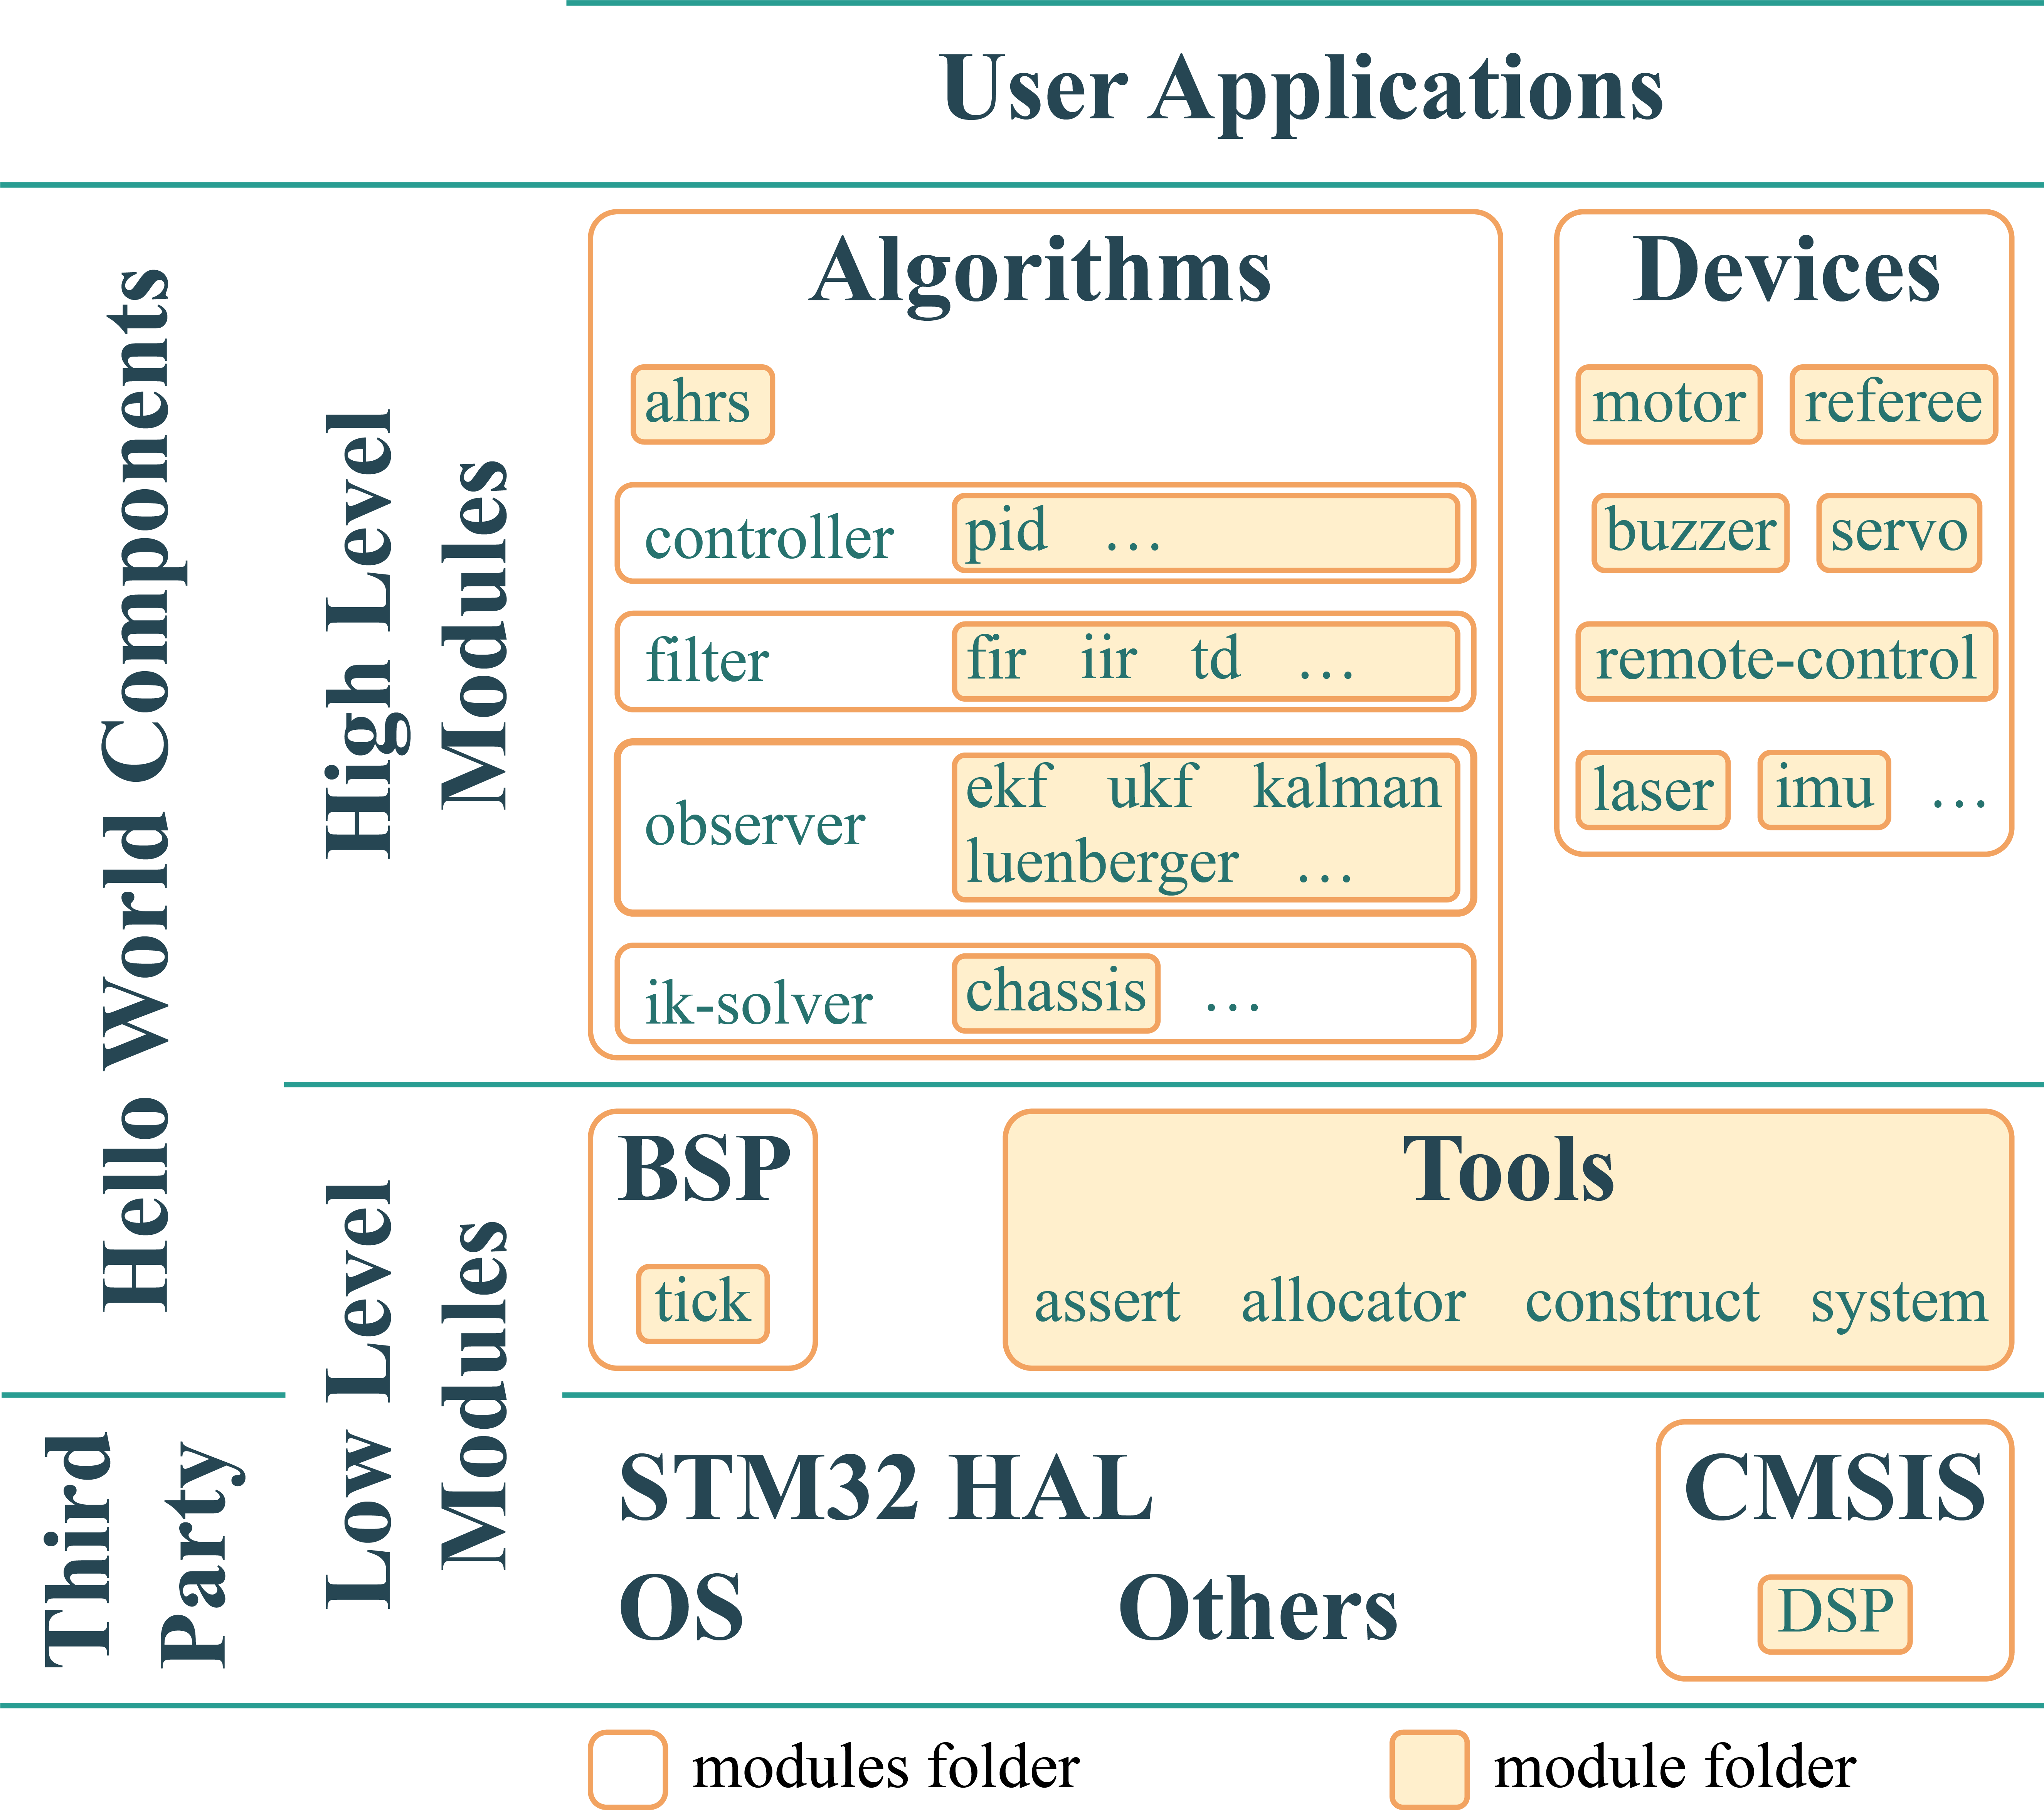 User Applications
Hello World Components
High Level
Modules
Algorithms
ahrs
controller pid …
filter fir iir td …
observer
ekf ukf kalman
luenberger …
ik-solver chassis …
Devices
motor referee
buzzer servo
remote-control
laser imu …
Low Level
Modules
BSP
tick
Tools
assert allocator construct system
Third
Party
STM32 HAL
OS Others
CMSIS
DSP
modules folder module folder